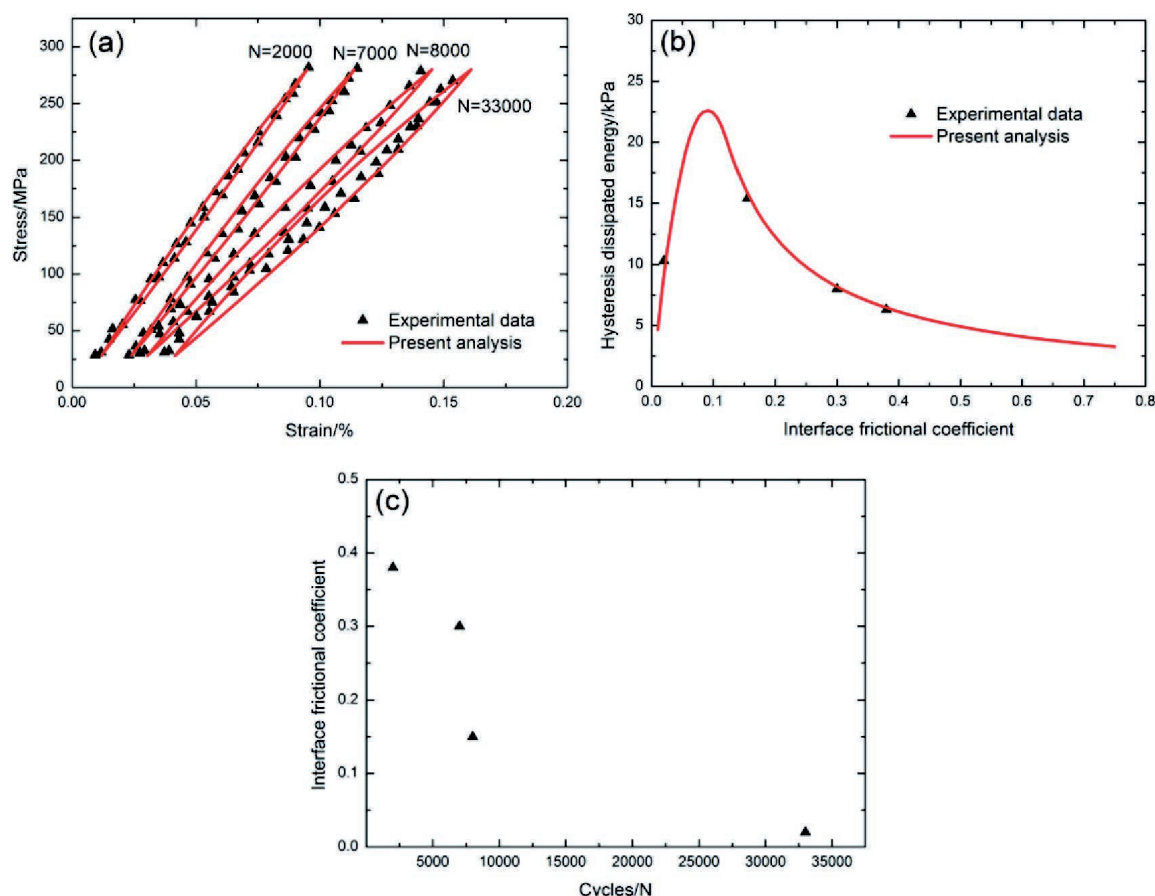 (a)
N=2000
N=7000
N=8000
N=33000
300
250
200
150
100
50
0
Stress/MPa
Experimental data
Present analysis
0.00 0.05 0.10 0.15 0.20
Strain/%
(b)
30
25
20
15
10
5
0
Hysteresis dissipated energy/kPa
Experimental data
Present analysis
0.0 0.1 0.2 0.3 0.4 0.5 0.6 0.7 0.8
Interface frictional coefficient
(c)
0.5
0.4
0.3
0.2
0.1
0.0
Interface frictional coefficient
5000 10000 15000 20000 25000 30000 35000
Cycles/N